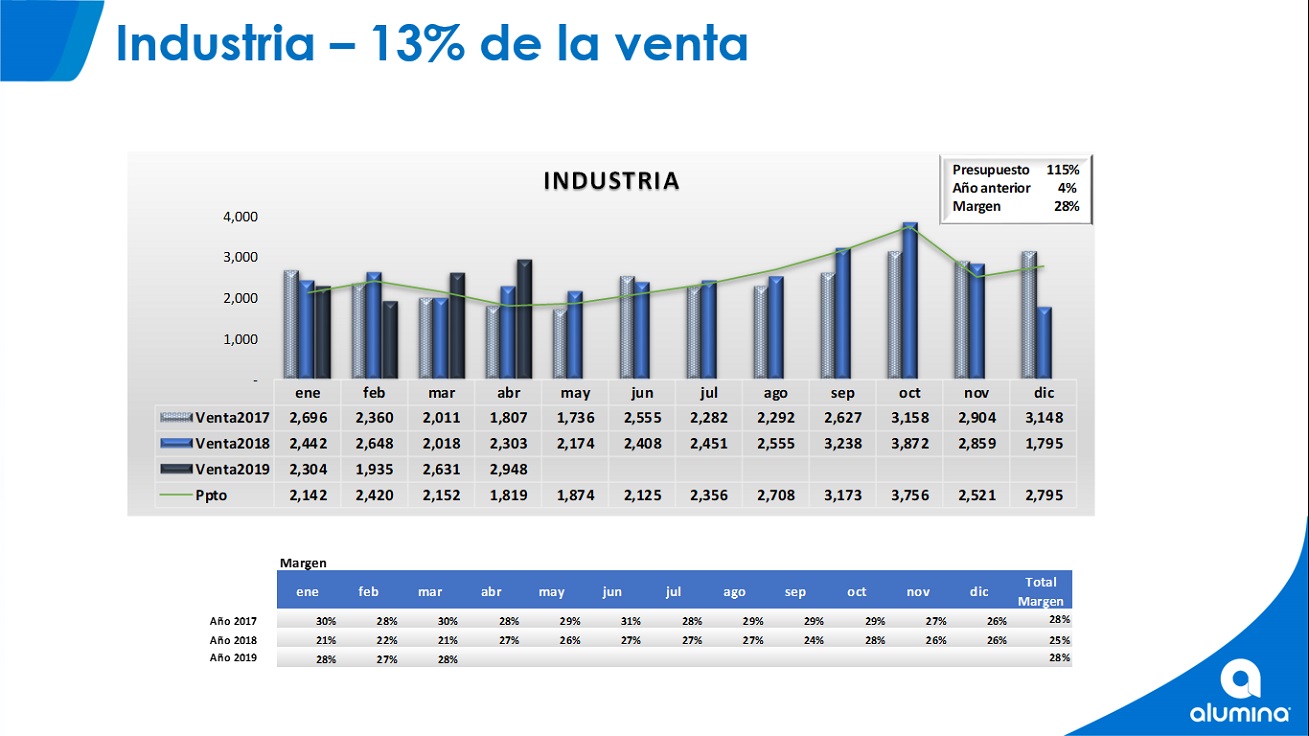 Industria – 13% de la venta
INDUSTRIA
Presupuesto 115%
Año anterior 4%
Margen 28%
4,000
3,000
2,000
1,000
-
ene feb mar abr may jun jul ago sep oct nov dic
Venta2017 2,696 2,360 2,011 1,807 1,736 2,555 2,282 2,292 2,627 3,158 2,904 3,148
Venta2018 2,442 2,648 2,018 2,303 2,174 2,408 2,451 2,555 3,238 3,872 2,859 1,795
Venta2019 2,304 1,935 2,631 2,948
Ppto 2,142 2,420 2,152 1,819 1,874 2,125 2,356 2,708 3,173 3,756 2,521 2,795
Margen
ene feb mar abr may jun jul ago sep oct nov dic Total
Margen
Año 2017 30% 28% 30% 28% 29% 31% 28% 29% 29% 29% 27% 26% 28%
Año 2018 21% 22% 21% 27% 26% 27% 27% 27% 24% 28% 26% 26% 25%
Año 2019 28% 27% 28% 28%
alumina